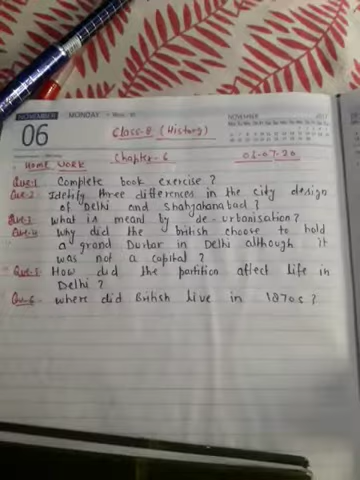 NOVEMBER MONDAY NOVEMBER
06 Class-8 (History)
Home Work Chapter-6 03-07-20
Que-1 Complete book exercise ?
Que-2 Identify three differences in the city design
of Delhi and Shahjahanabad ?
Que-3 what is meant by de-urbanisation ?
Que-4 Why did the british choose to hold
a grand Durbar in Delhi although it
was not a capital ?
Que-5 How did the partition affect life in
Delhi ?
Que-6 where did British live in 1870s ?